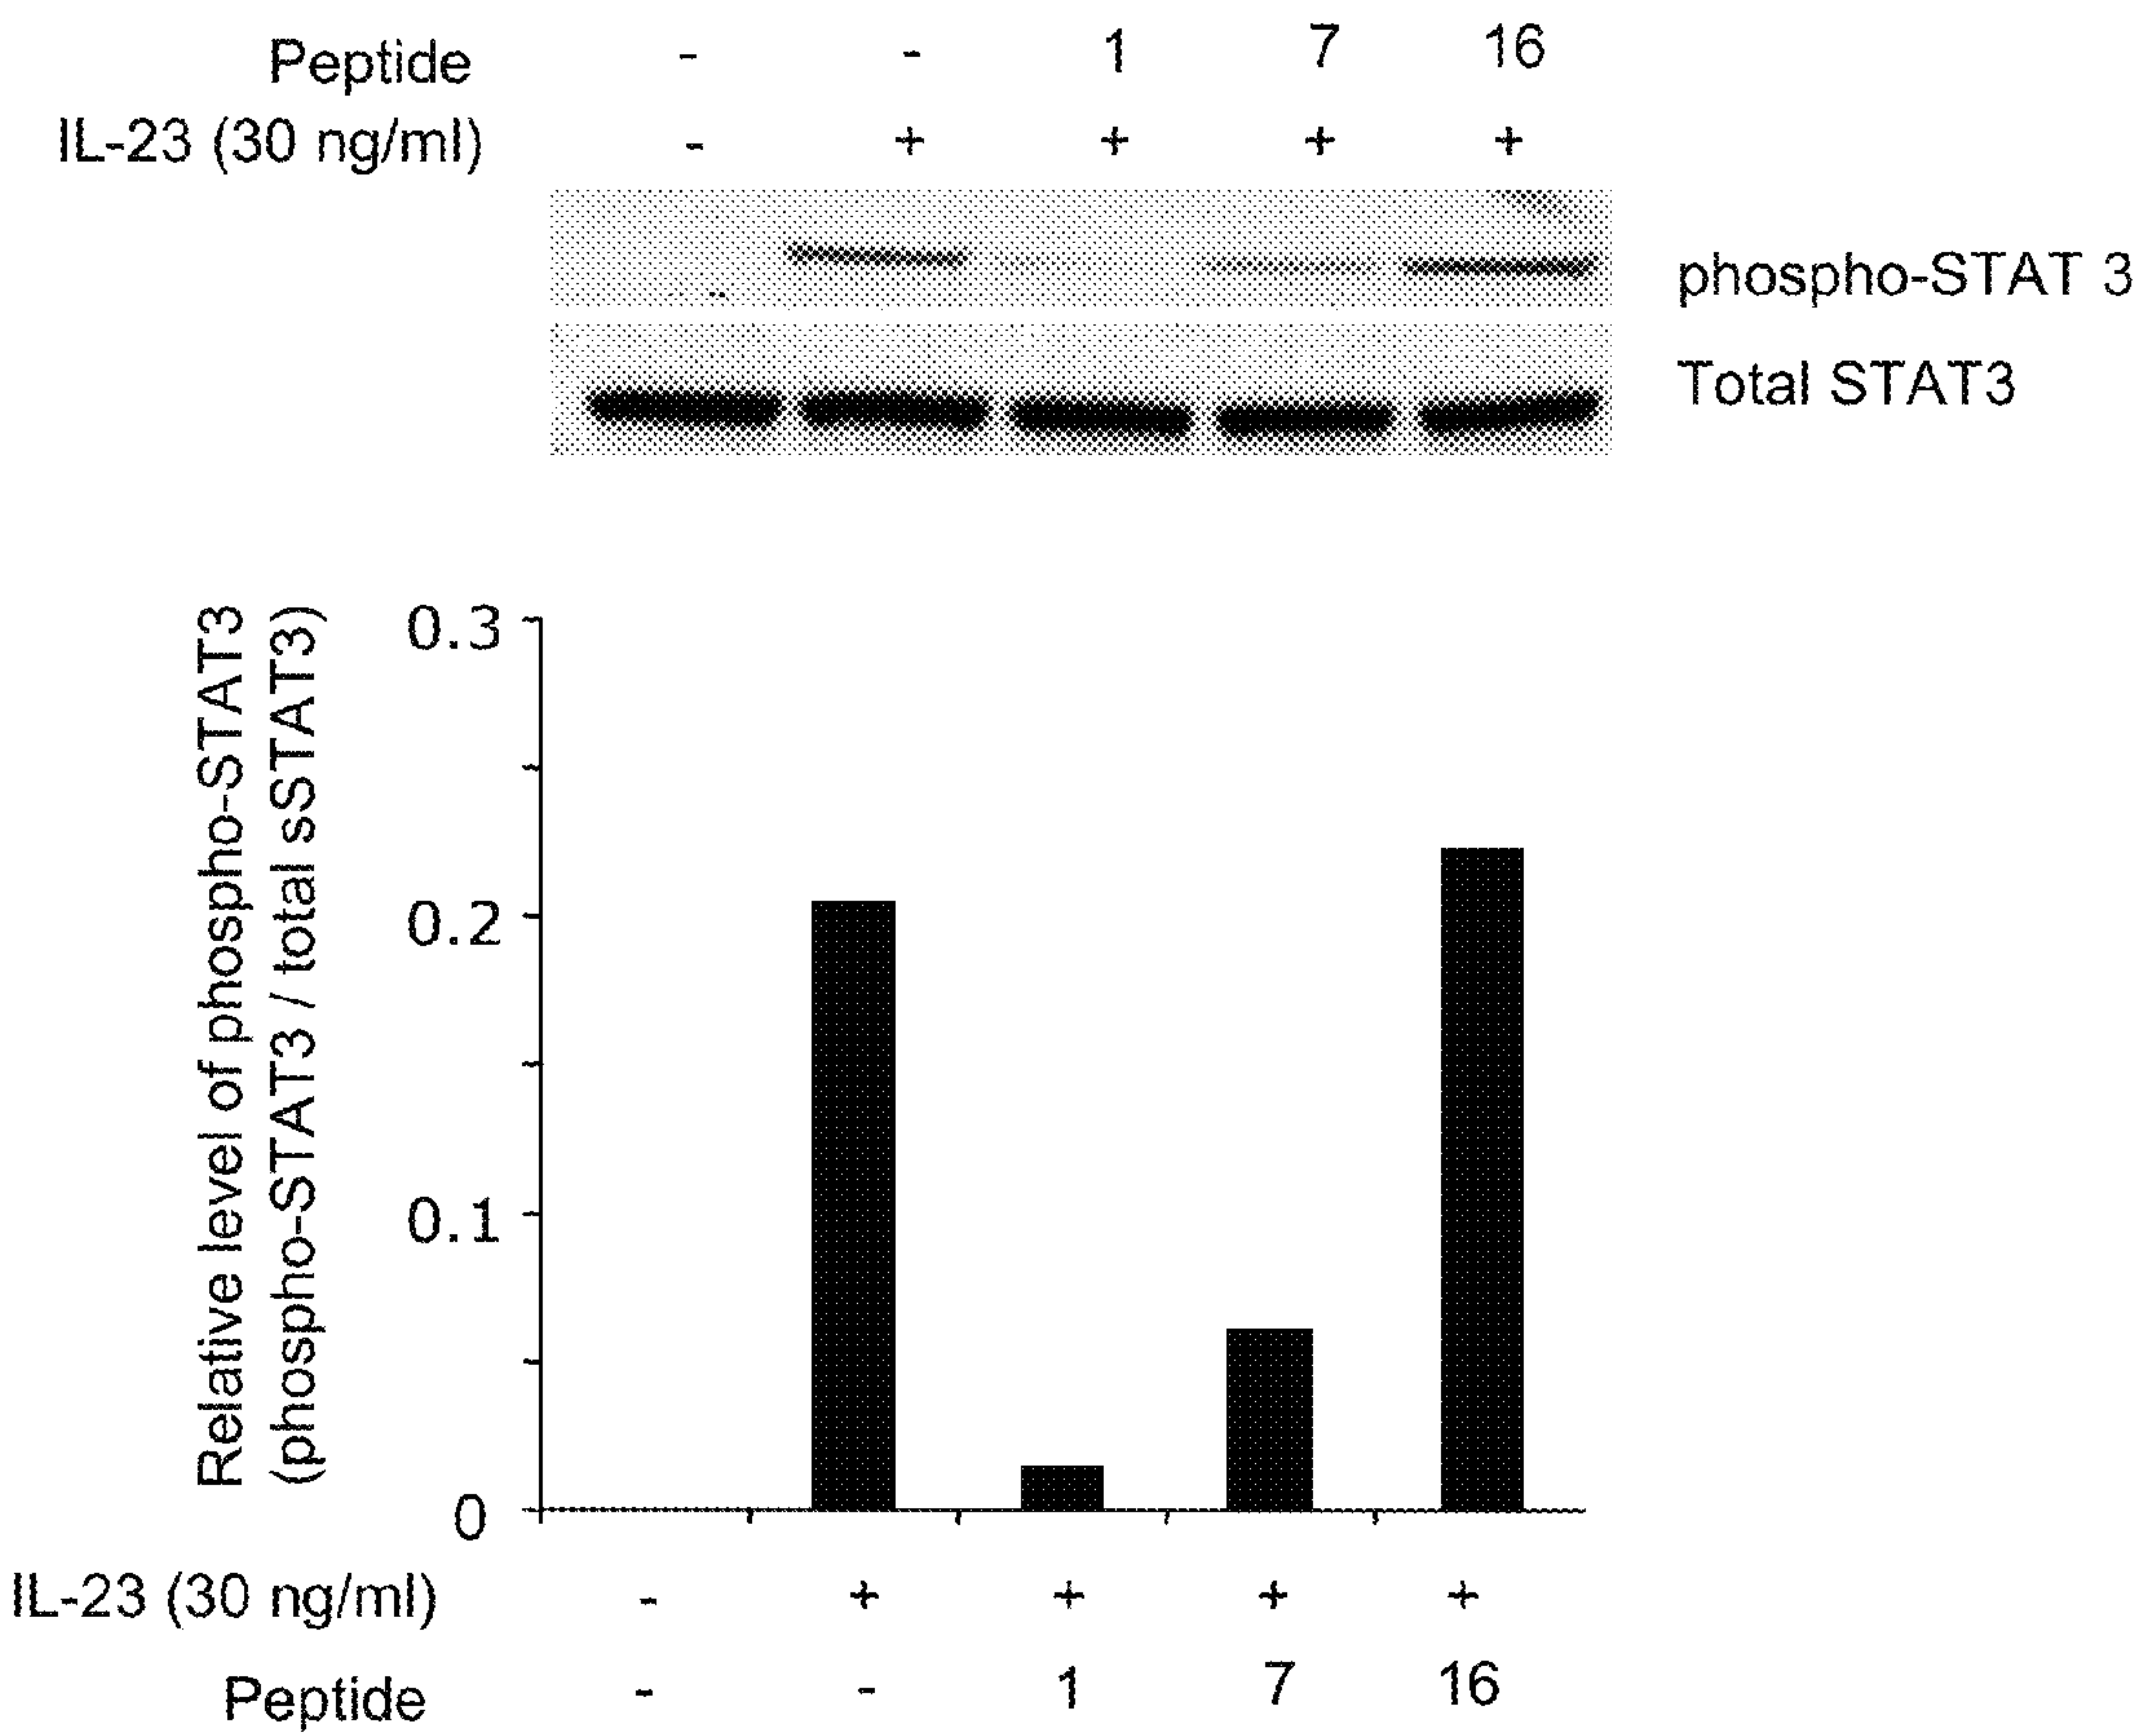 Peptide - - 1 7 16
IL-23 (30 ng/ml) - + + + +
phospho-STAT 3
Total STAT3
Relative level of phospho-STAT3
(phospho-STAT3 / total sSTAT3)
0.3
0.2
0.1
0
IL-23 (30 ng/ml) - + + + +
Peptide - - 1 7 16